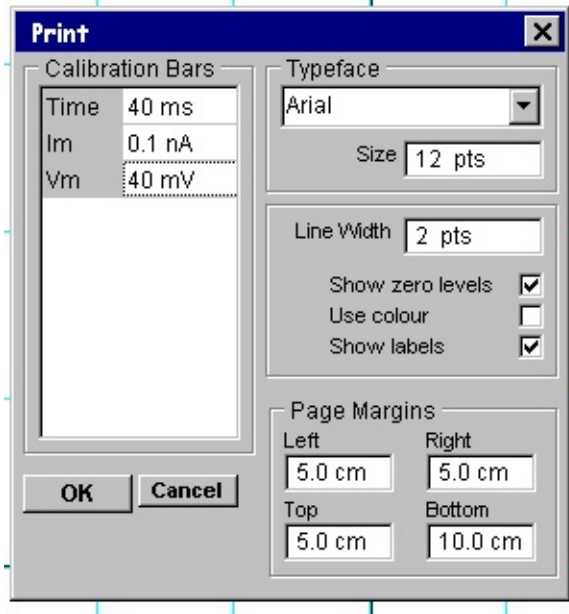 Print
Calibration Bars
Time 40 ms
Im 0.1 nA
Vm 40 mV
OK Cancel
Typeface
Arial
Size 12 pts
Line Width 2 pts
Show zero levels
Use colour
Show labels
Page Margins
Left Right
5.0 cm 5.0 cm
Top Bottom
5.0 cm 10.0 cm